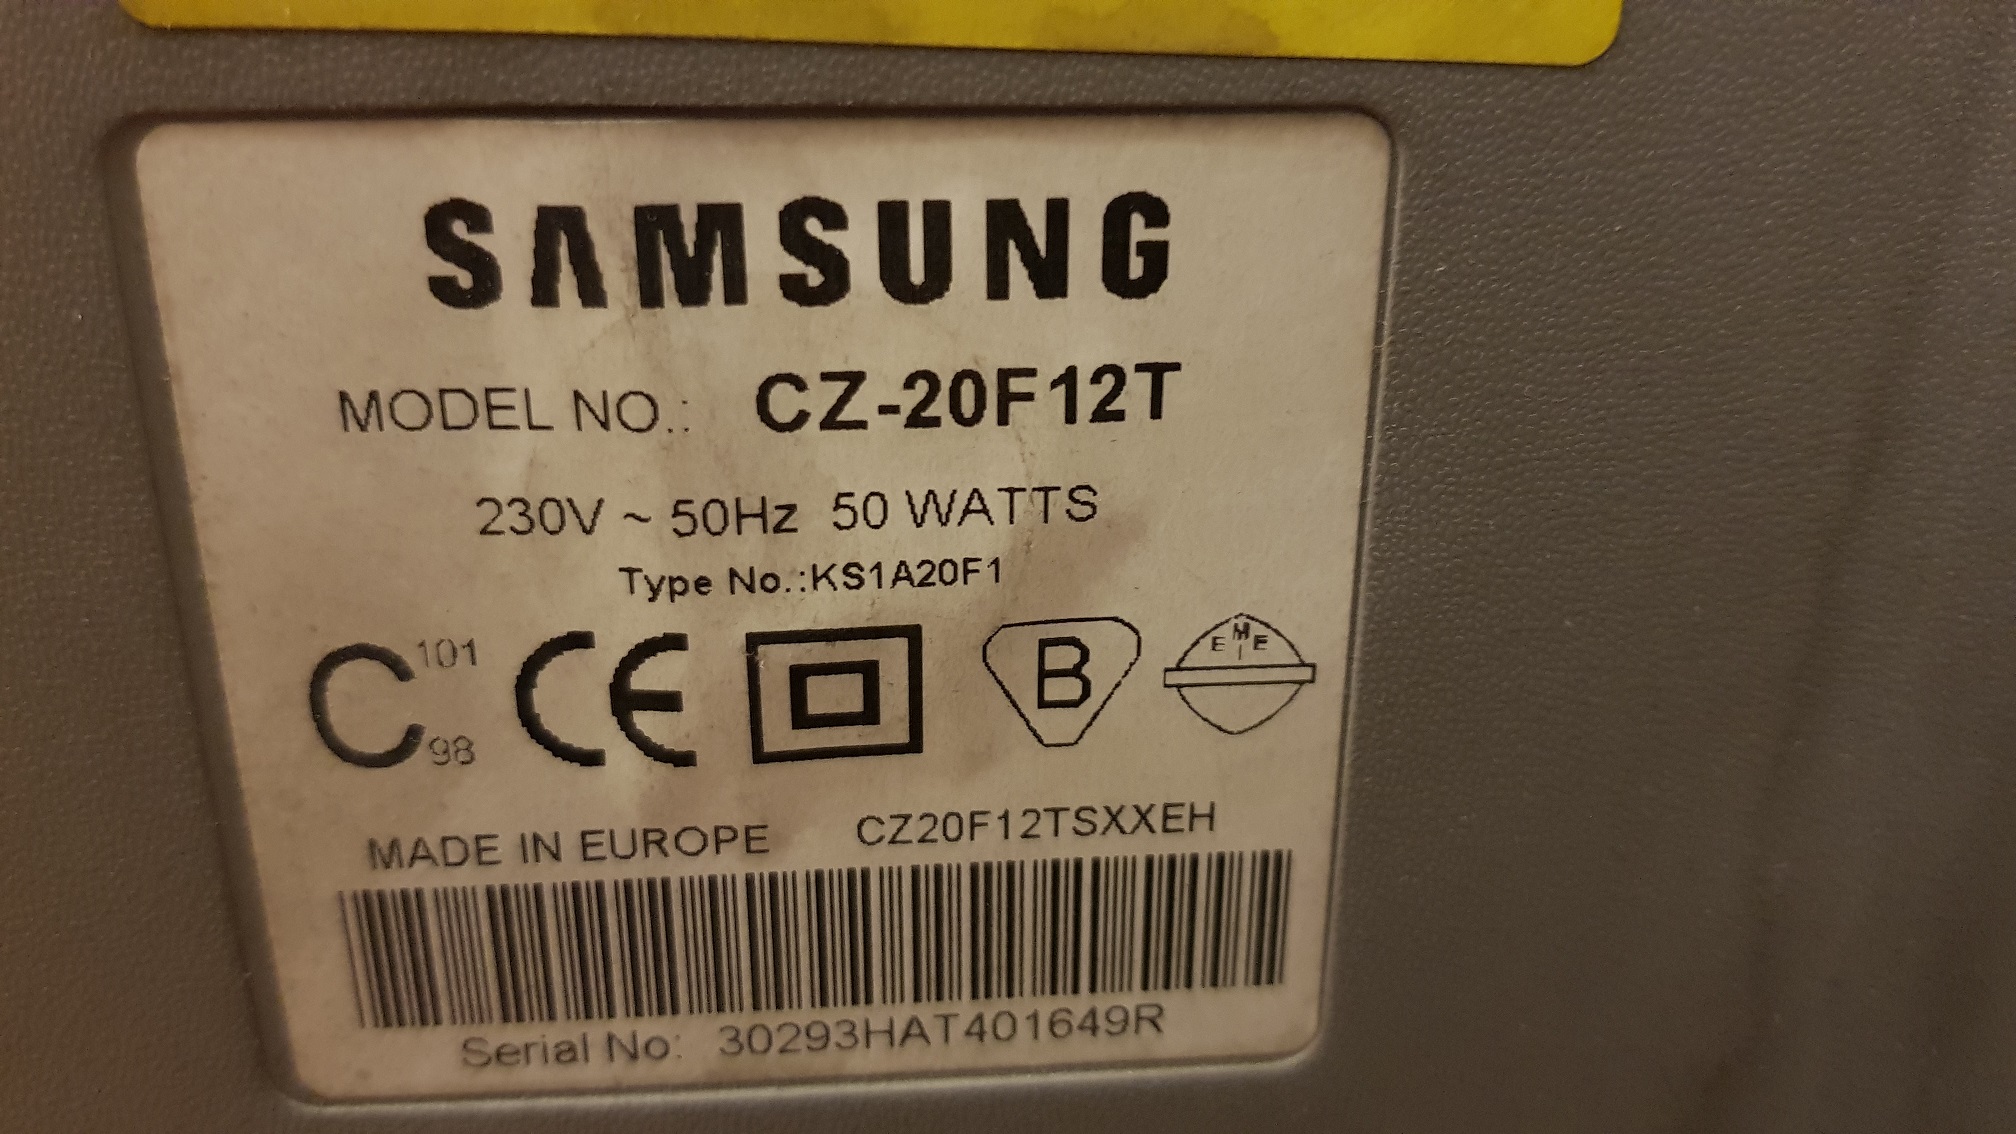 SAMSUNG
MODEL NO.: CZ-20F12T
230V ~ 50Hz 50 WATTS
Type No.:KS1A20F1
C 101 98 CE B E M E
MADE IN EUROPE CZ20F12TSXXEH
Serial No: 30293HAT401649R